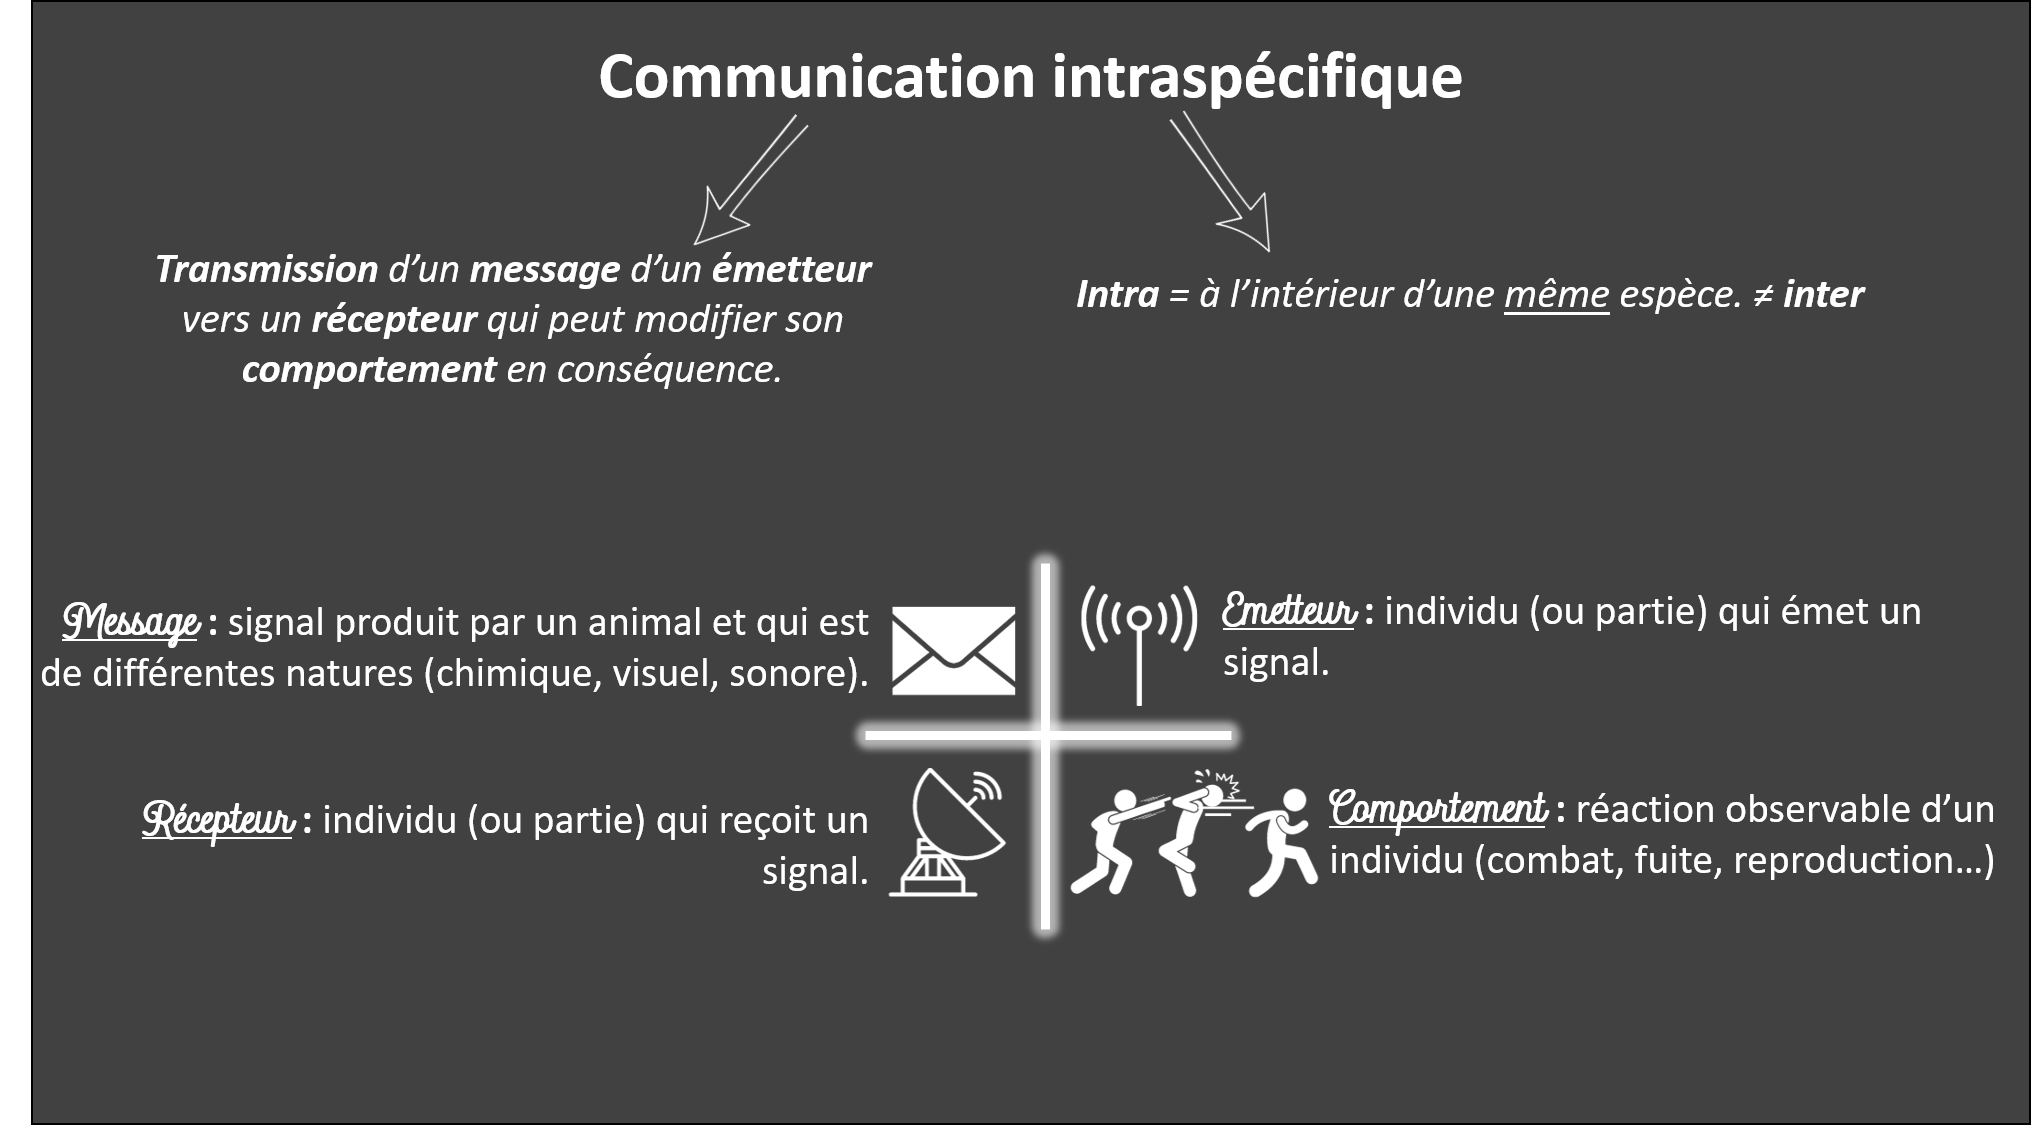 Communication intraspécifique
Transmission d’un message d’un émetteur
vers un récepteur qui peut modifier son
comportement en conséquence.
Intra = à l’intérieur d’une même espèce. ≠ inter
Message : signal produit par un animal et qui est
de différentes natures (chimique, visuel, sonore).
Emetteur : individu (ou partie) qui émet un
signal.
Récepteur : individu (ou partie) qui reçoit un
signal.
Comportement : réaction observable d’un
individu (combat, fuite, reproduction…)